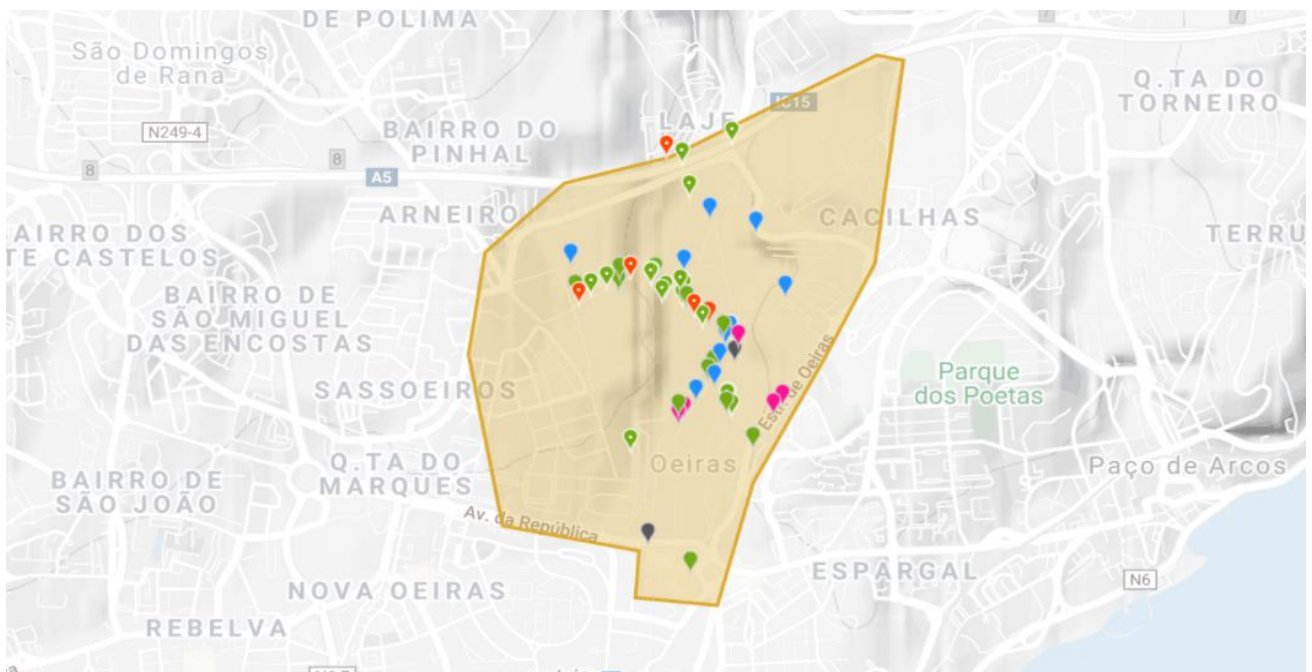 DE POLIMA
7
7
São Domingos
de Rana
Q.TA DO
TORNEIRO
IC15
LAJE
N249-4
BAIRRO DO
PINHAL
8
8
A5
ARNEIRO
CACILHAS
AIRRO DOS
TE CASTELOS
TERRU
BAIRRO DE
SÃO MIGUEL
DAS ENCOSTAS
Estr. de Oeiras
SASSOEIROS
Parque
dos Poetas
Q.TA DO
MARQUES
Oeiras
Paço de Arcos
BAIRRO DE
SÃO JOÃO
Av. da República
ESPARGAL
N6
NOVA OEIRAS
REBELVA